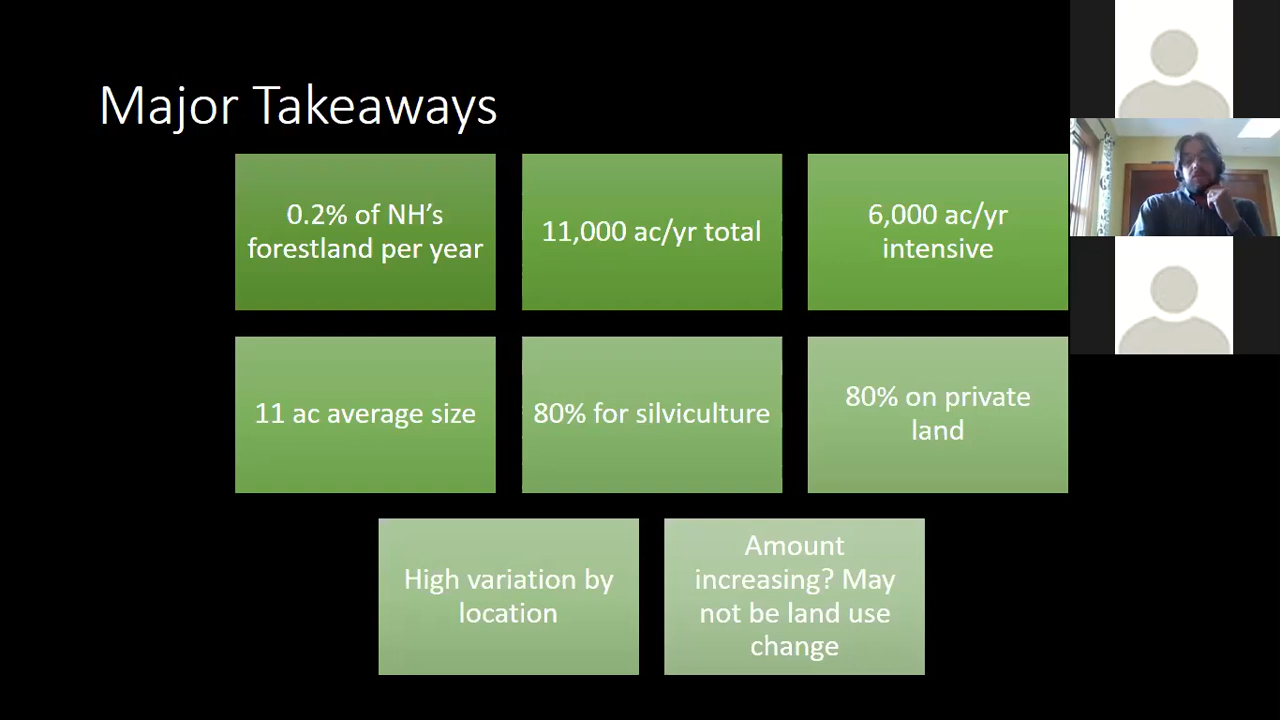 Major Takeaways
0.2% of NH’s
forestland per year
11,000 ac/yr total
6,000 ac/yr
intensive
11 ac average size
80% for silviculture
80% on private
land
High variation by
location
Amount
increasing? May
not be land use
change